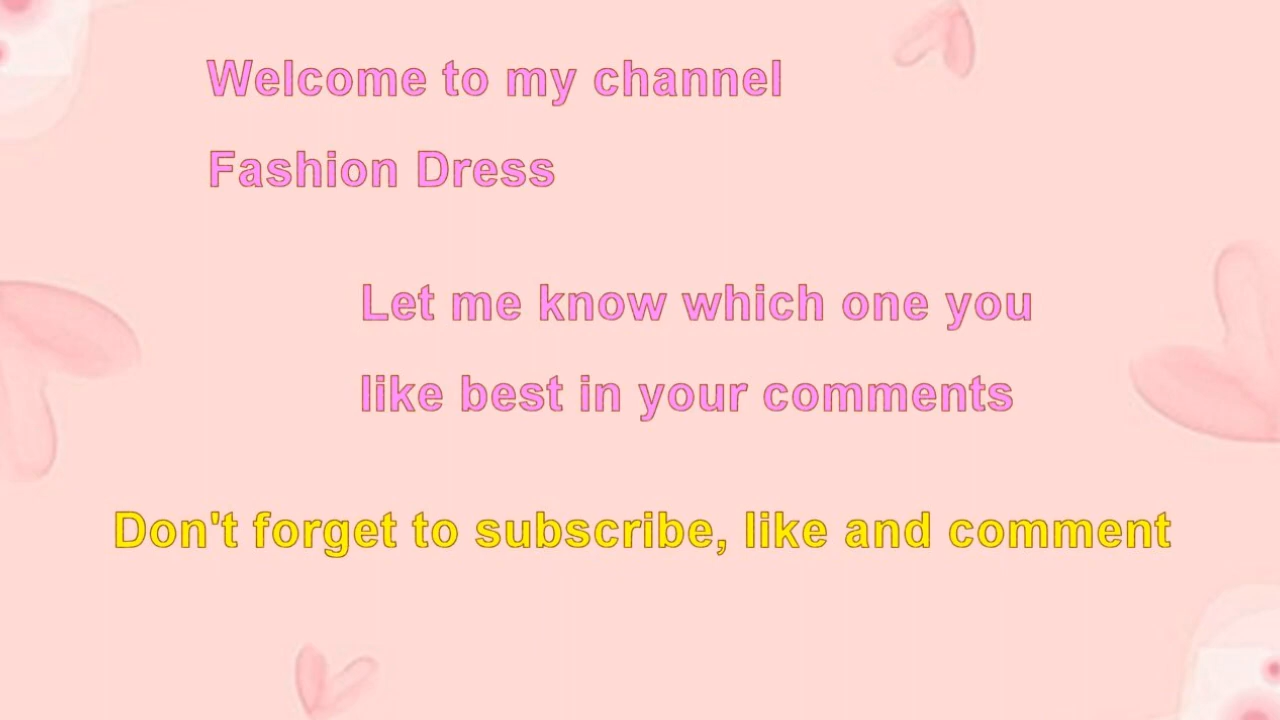 Welcome to my channel
Fashion Dress
Let me know which one you
like best in your comments
Don't forget to subscribe, like and comment